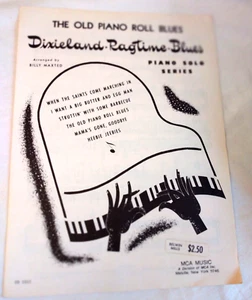 THE OLD PIANO ROLL BLUES
Dixieland-Ragtime-Blues
Arranged by
BILLY MAXTED
PIANO SOLO
SERIES
WHEN THE SAINTS COME MARCHING IN
I WANT A BIG BUTTER AND EGG MAN
STRUTTIN' WITH SOME BARBECUE
THE OLD PIANO ROLL BLUES
MAMA'S GONE, GOODBYE
HEEBIE JEEBIES
$2.50
MCA MUSIC